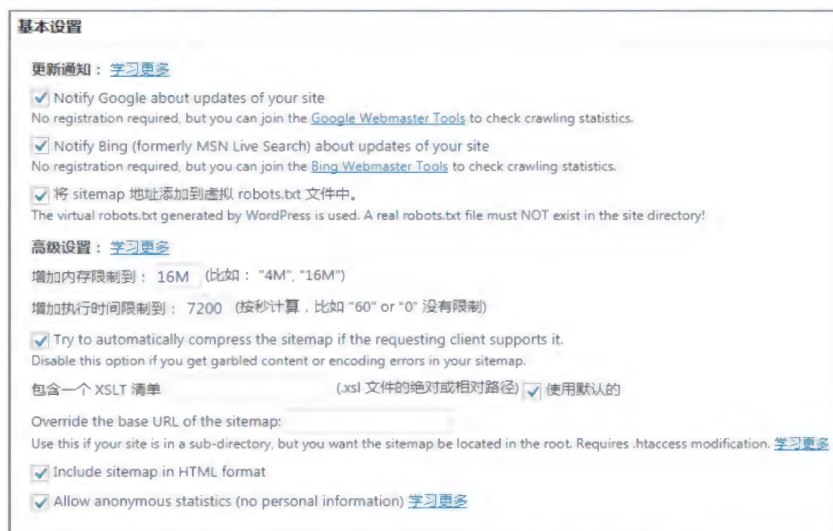 基本设置
更新通知： 学习更多
Notify Google about updates of your site
No registration required, but you can join the Google Webmaster Tools to check crawling statistics.
Notify Bing (formerly MSN Live Search) about updates of your site
No registration required, but you can join the Bing Webmaster Tools to check crawling statistics.
将 sitemap 地址添加到虚拟 robots.txt 文件中。
The virtual robots.txt generated by WordPress is used. A real robots.txt file must NOT exist in the site directory!
高级设置： 学习更多
增加内存限制到： 16M (比如： "4M", "16M")
增加执行时间限制到： 7200 (按秒计算，比如 "60" or "0" 没有限制)
Try to automatically compress the sitemap if the requesting client supports it.
Disable this option if you get garbled content or encoding errors in your sitemap.
包含一个 XSLT 清单 (.xsl 文件的绝对或相对路径) 使用默认的
Override the base URL of the sitemap:
Use this if your site is in a sub-directory, but you want the sitemap be located in the root. Requires .htaccess modification. 学习更多
Include sitemap in HTML format
Allow anonymous statistics (no personal information) 学习更多